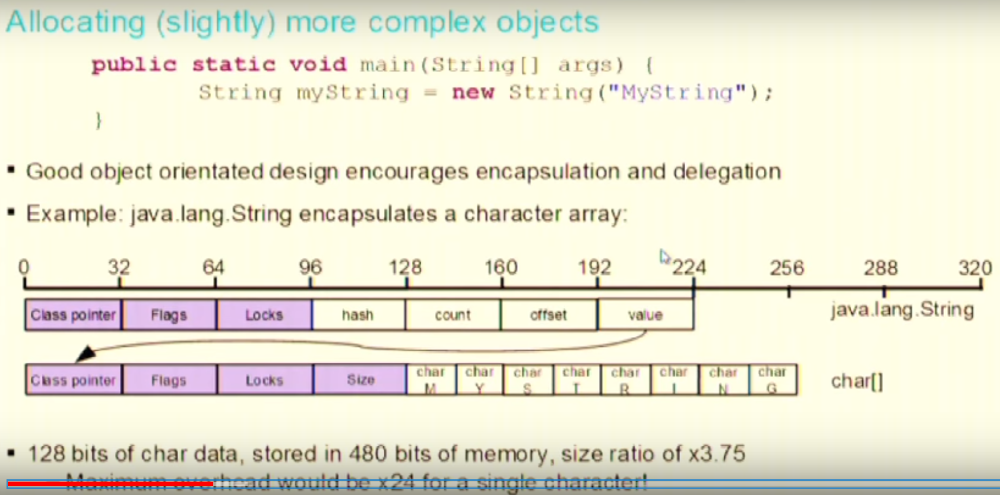 Allocating (slightly) more complex objects
public static void main(String[] args) {
String myString = new String("MyString");
}
▪ Good object orientated design encourages encapsulation and delegation
▪ Example: java.lang.String encapsulates a character array:
0 32 64 96 128 160 192 224 256 288 320
Class pointer Flags Locks hash count offset value java.lang.String
Class pointer Flags Locks Size char M char Y char S char T char R char I char N char G char[]
▪ 128 bits of char data, stored in 480 bits of memory, size ratio of x3.75
Maximum overhead would be x24 for a single character!